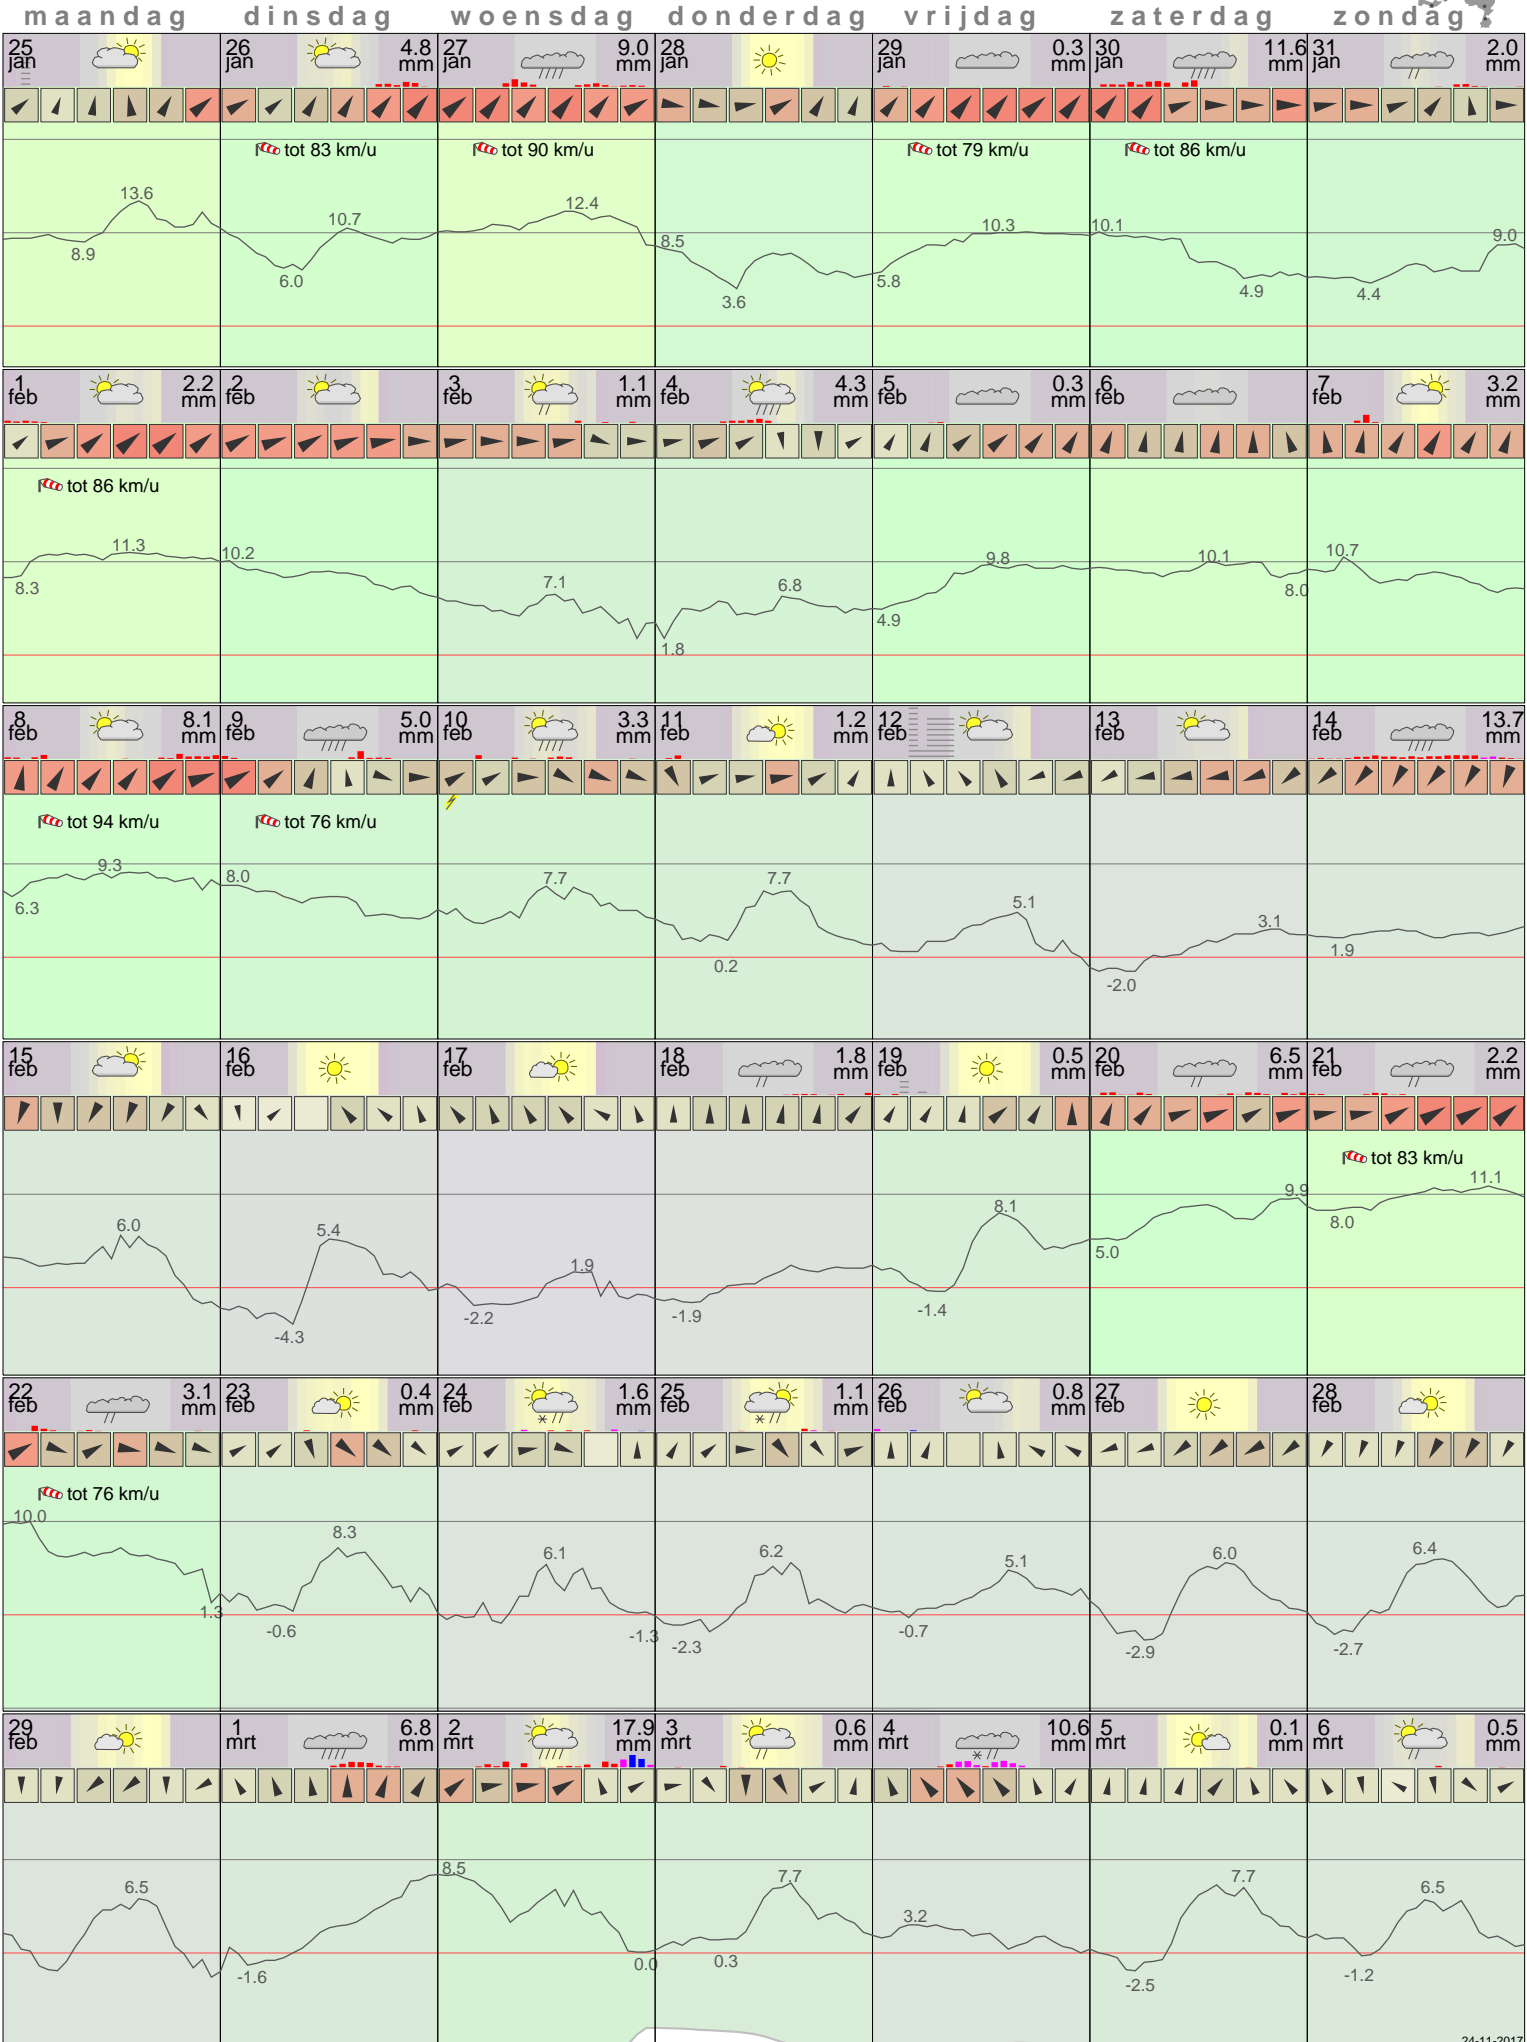 maandag dinsdag woensdag donderdag vrijdag zaterdag zondag
25 jan
26 jan 4.8 mm
27 jan 9.0 mm
28 jan
29 jan 0.3 mm
30 jan 11.6 mm
31 jan 2.0 mm
tot 83 km/u tot 90 km/u tot 79 km/u tot 86 km/u
13.6 8.9 10.7 6.0 12.4 8.5 3.6 5.8 10.3 10.1 4.9 4.4 9.0
1 feb 2.2 mm
2 feb
3 feb 1.1 mm
4 feb 4.3 mm
5 feb 0.3 mm
6 feb
7 feb 3.2 mm
tot 86 km/u
8.3 11.3 10.2 7.1 1.8 6.8 4.9 9.8 10.1 8.0 10.7
8 feb 8.1 mm
9 feb 5.0 mm
10 feb 3.3 mm
11 feb 1.2 mm
12 feb
13 feb
14 feb 13.7 mm
tot 94 km/u tot 76 km/u
6.3 9.3 8.0 7.7 0.2 7.7 5.1 -2.0 3.1 1.9
15 feb
16 feb
17 feb
18 feb 1.8 mm
19 feb 0.5 mm
20 feb 6.5 mm
21 feb 2.2 mm
tot 83 km/u
6.0 -4.3 5.4 -2.2 1.9 -1.9 -1.4 8.1 5.0 9.9 8.0 11.1
22 feb 3.1 mm
23 feb 0.4 mm
24 feb 1.6 mm
25 feb 1.1 mm
26 feb 0.8 mm
27 feb
28 feb
tot 76 km/u
10.0 1.3 -0.6 8.3 6.1 -1.3 -2.3 6.2 -0.7 5.1 -2.9 6.0 -2.7 6.4
29 feb
1 mrt 6.8 mm
2 mrt 17.9 mm
3 mrt 0.6 mm
4 mrt 10.6 mm
5 mrt 0.1 mm
6 mrt 0.5 mm
6.5 -1.6 8.5 0.0 0.3 7.7 3.2 -2.5 7.7 -1.2 6.5
24-11-2017